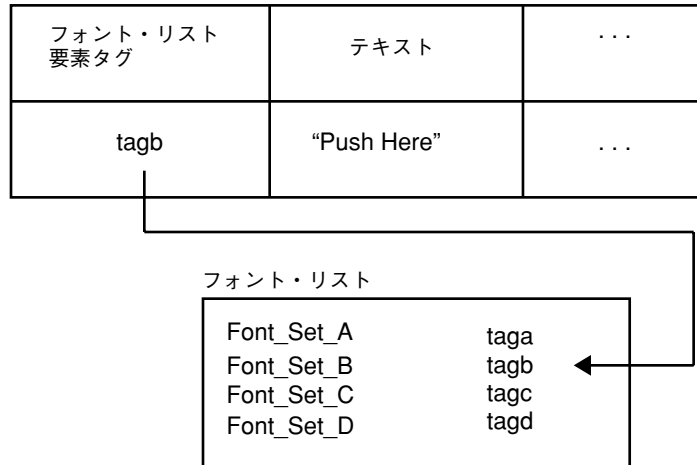 フォント・リスト
要素タグ
テキスト
. . .
tagb
“Push Here”
. . .
フォント・リスト
Font_Set_A taga
Font_Set_B tagb
Font_Set_C tagc
Font_Set_D tagd